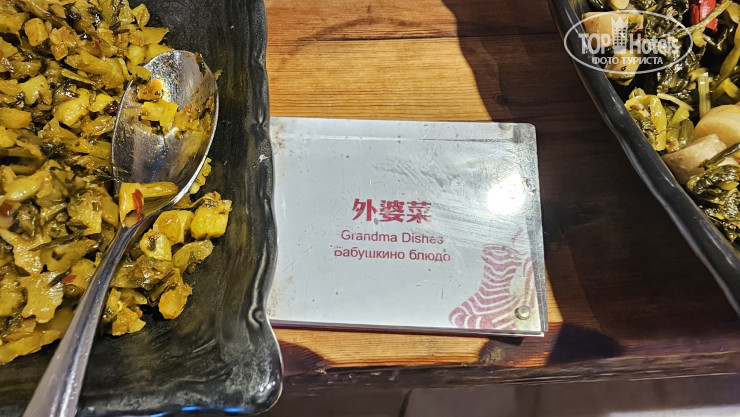 TOP Hotels
ФОТО ТУРИСТА
外婆菜
Grandma Dishes
Бабушкино блюдо